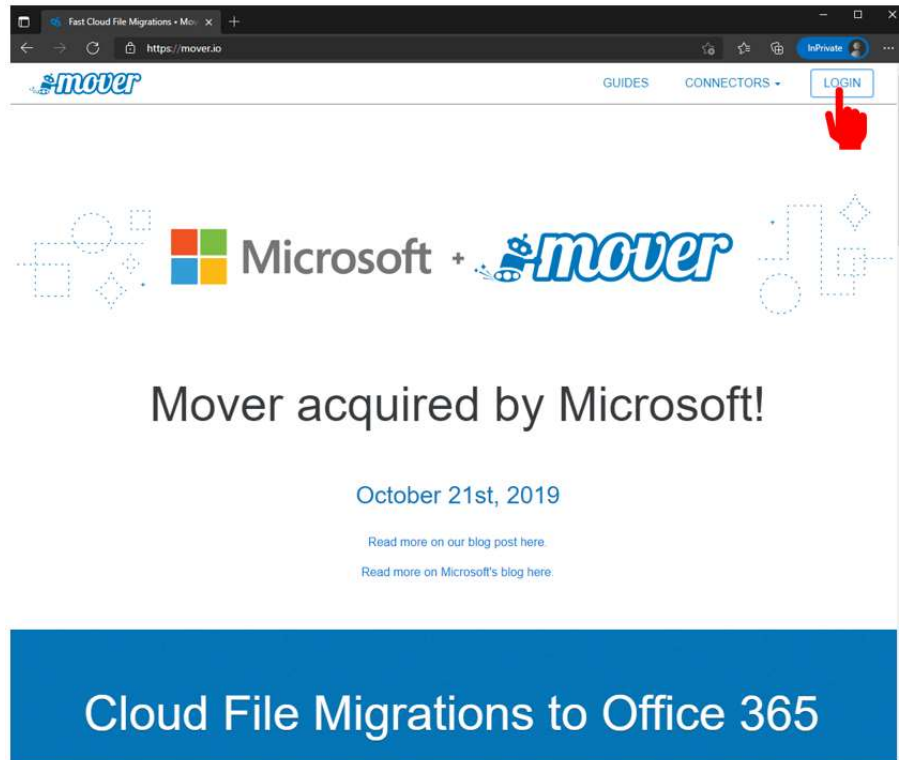 Fast Cloud File Migrations • Mov
https://mover.io
InPrivate
mover
GUIDES
CONNECTORS
LOGIN
Microsoft + mover
Mover acquired by Microsoft!
October 21st, 2019
Read more on our blog post here.
Read more on Microsoft's blog here.
Cloud File Migrations to Office 365